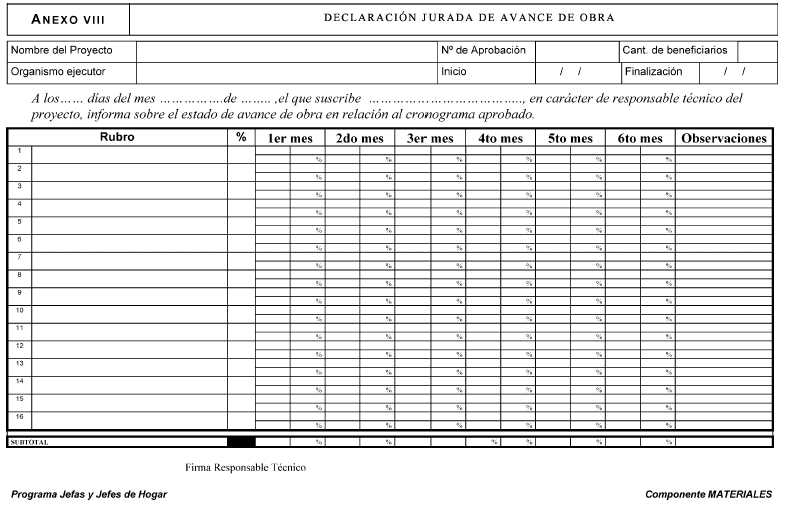 ANEXO VIII DECLARACIÓN JURADA DE AVANCE DE OBRA
Nombre del Proyecto Nº de Aprobación Cant. de beneficiarios
Organismo ejecutor Inicio / / Finalización / /
A los…… días del mes …………….de …….. ,el que suscribe …………………………….., en carácter de responsable técnico del
proyecto, informa sobre el estado de avance de obra en relación al cronograma aprobado.
Rubro % 1er mes 2do mes 3er mes 4to mes 5to mes 6to mes Observaciones
1 % % % % % %
2 % % % % % %
3 % % % % % %
4 % % % % % %
5 % % % % % %
6 % % % % % %
7 % % % % % %
8 % % % % % %
9 % % % % % %
10 % % % % % %
11 % % % % % %
12 % % % % % %
13 % % % % % %
14 % % % % % %
15 % % % % % %
16 % % % % % %
SUBTOTAL % % % % % % %
Firma Responsable Técnico
Programa Jefas y Jefes de Hogar Componente MATERIALES